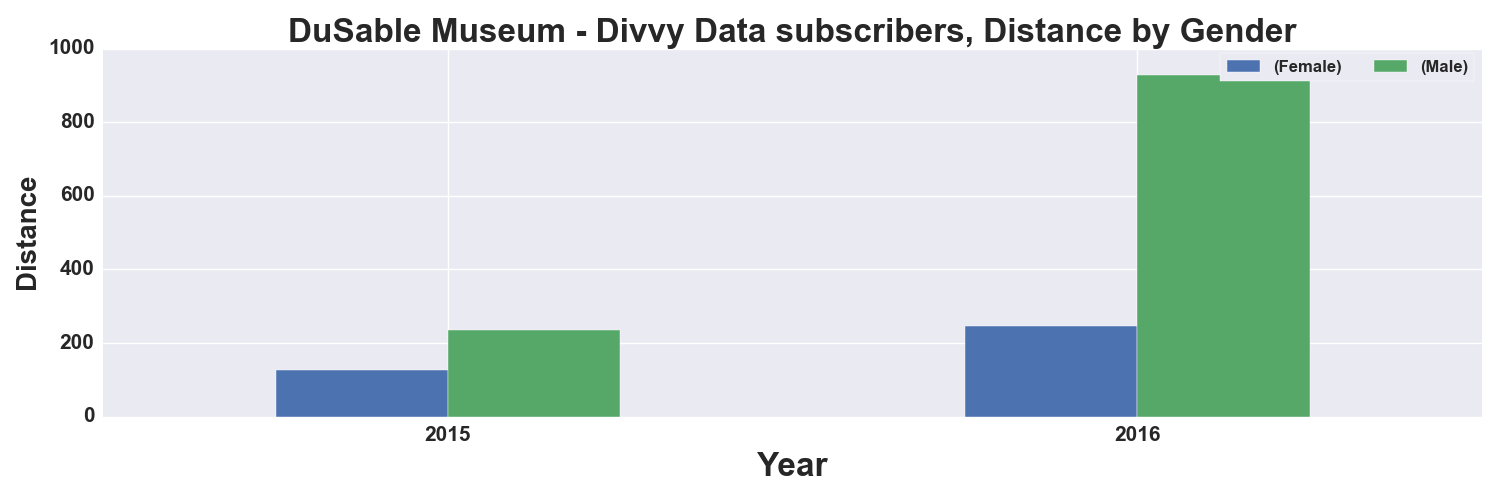 DuSable Museum - Divvy Data subscribers, Distance by Gender
(Female) (Male)
Distance
1000
800
600
400
200
0
2015 2016
Year